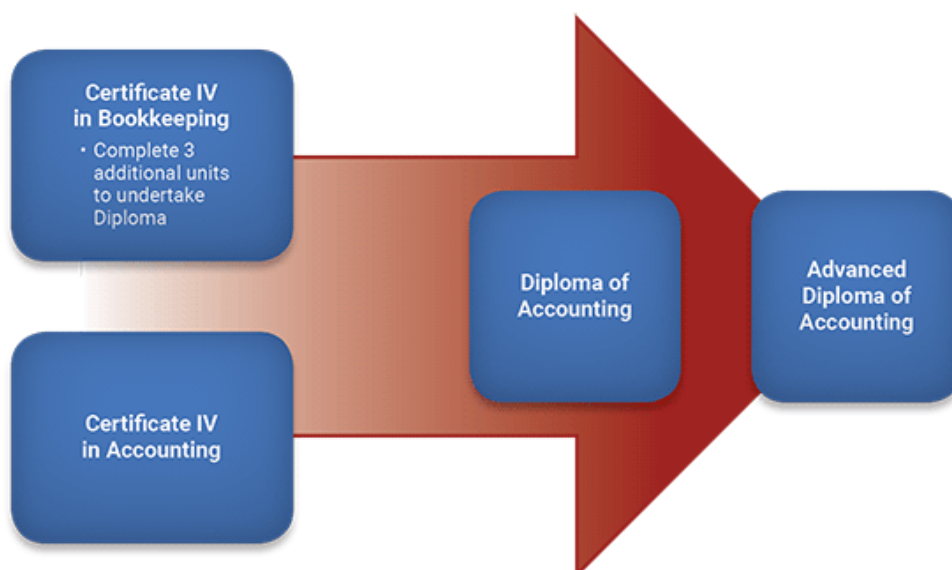 Certificate IV
in Bookkeeping
• Complete 3
additional units
to undertake
Diploma
Certificate IV
in Accounting
Diploma of
Accounting
Advanced
Diploma of
Accounting